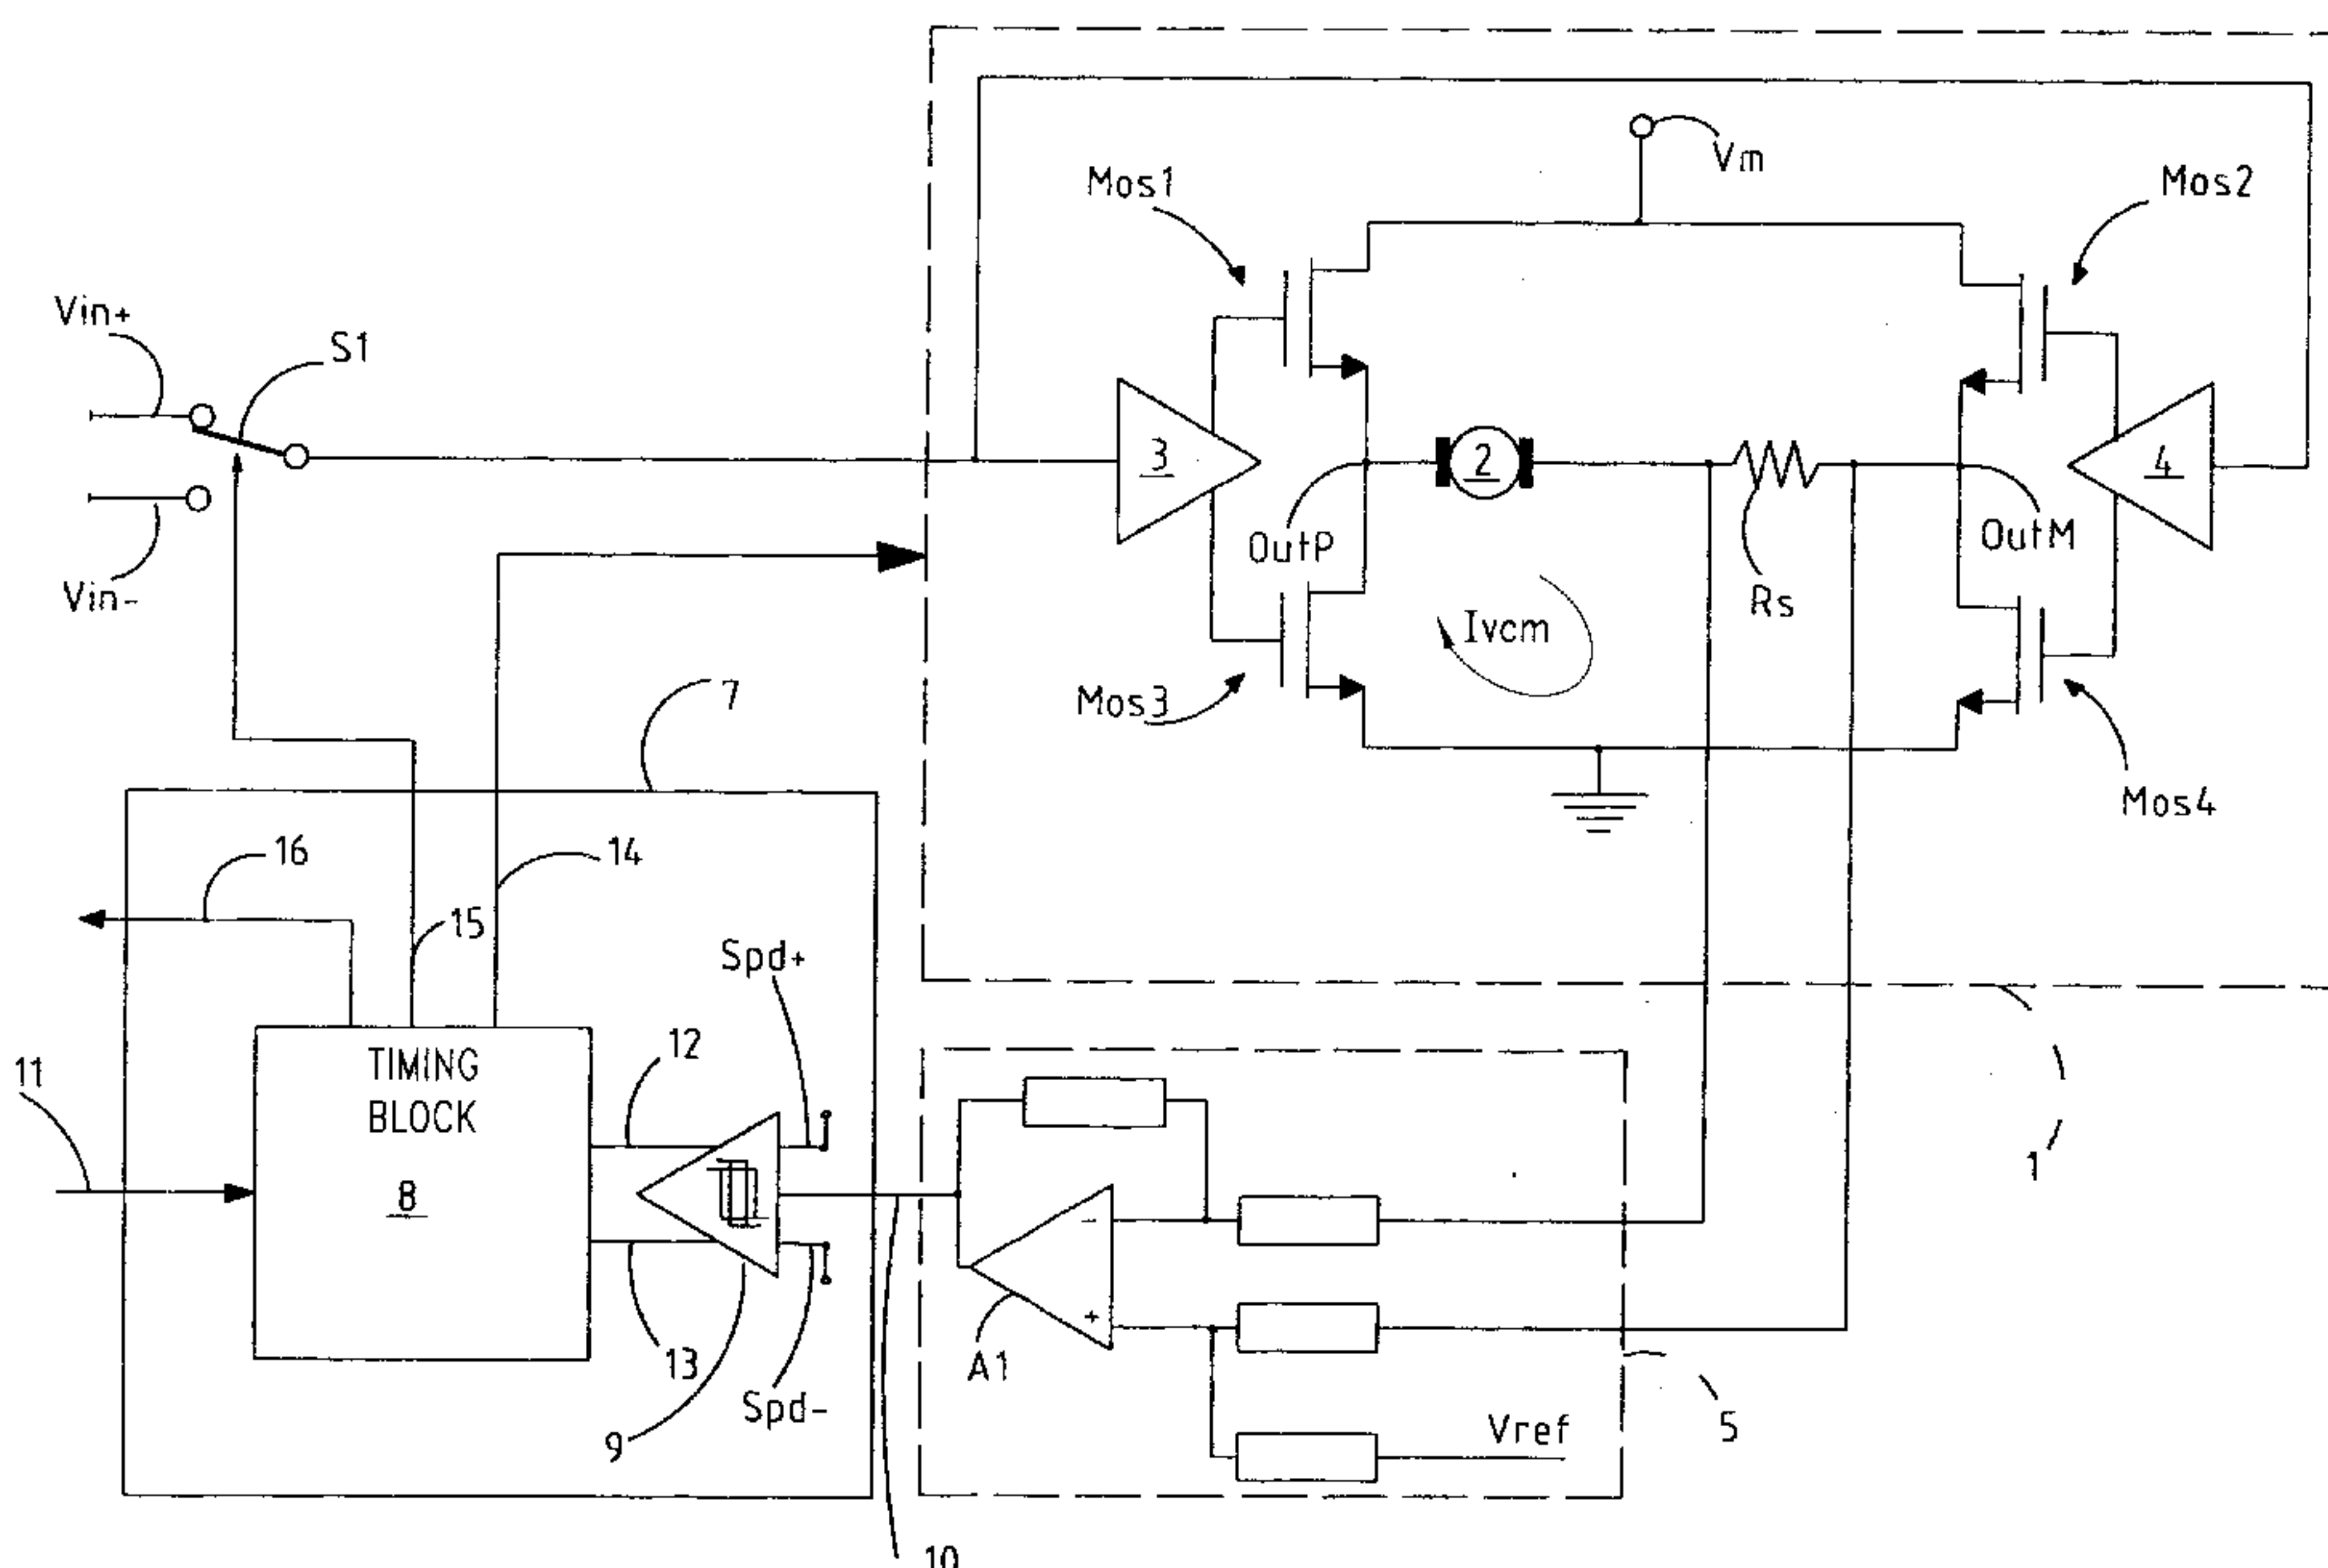 Vm
Mos1
Mos2
Vin+
S1
3
2
4
OutP
OutM
Vin-
Rs
Ivcm
7
Mos3
Mos4
16
14
15
Spd+
12
TIMING
BLOCK
11
8
-
1
+
13
A1
Spd-
9
Vref
5
10